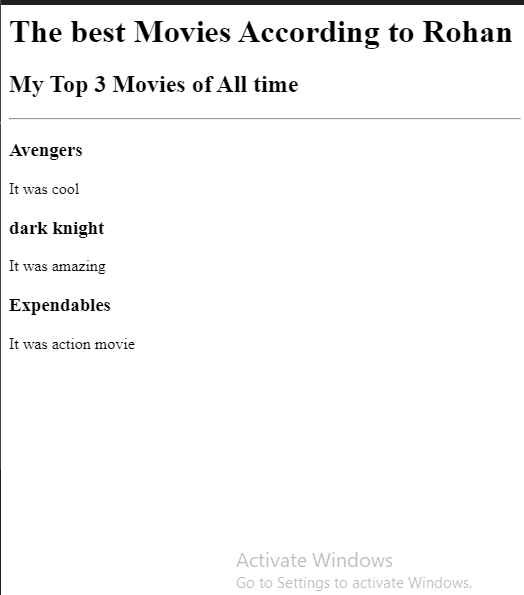 The best Movies According to Rohan
My Top 3 Movies of All time
Avengers
It was cool
dark knight
It was amazing
Expendables
It was action movie
Activate Windows
Go to Settings to activate Windows.